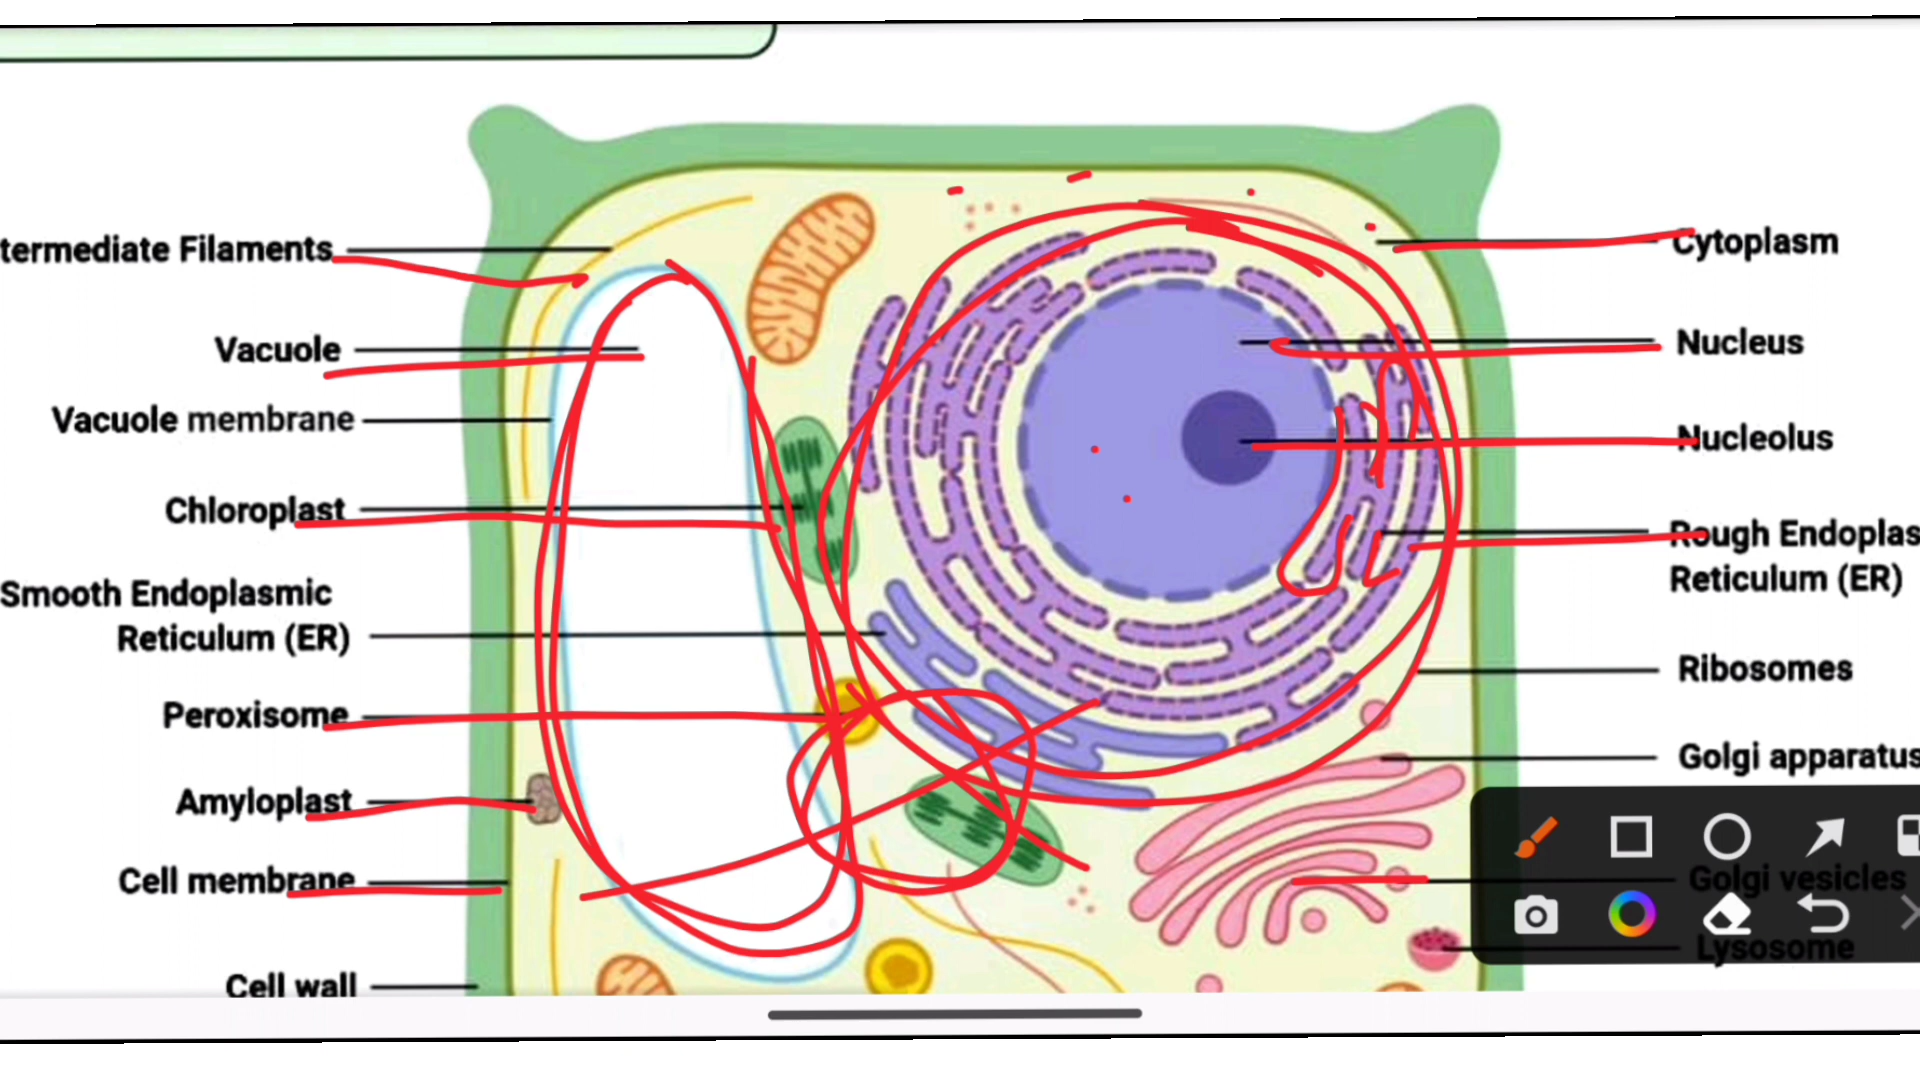 termediate Filaments
Vacuole
Vacuole membrane
Chloroplast
Smooth Endoplasmic
Reticulum (ER)
Peroxisome
Amyloplast
Cell membrane
Cell wall
Cytoplasm
Nucleus
Nucleolus
Rough Endoplas
Reticulum (ER)
Ribosomes
Golgi apparatus
Golgi vesicles
Lysosome